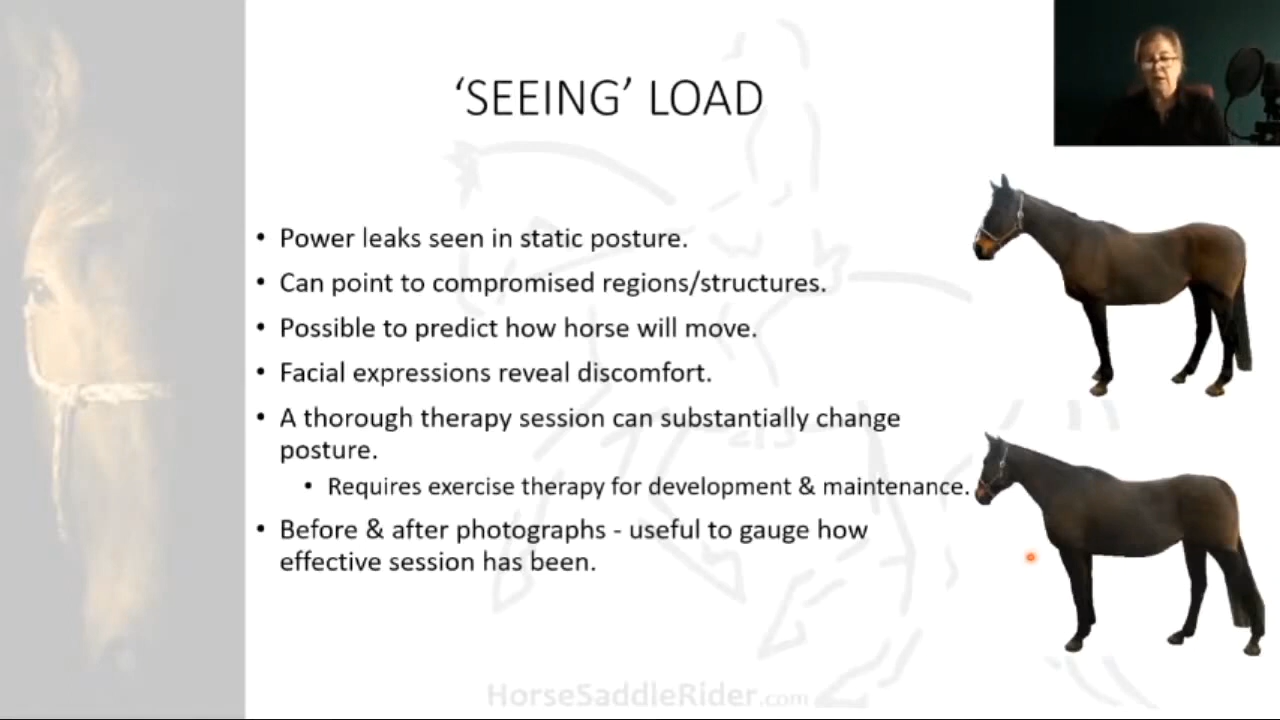 ‘SEEING’ LOAD
• Power leaks seen in static posture.
• Can point to compromised regions/structures.
• Possible to predict how horse will move.
• Facial expressions reveal discomfort.
• A thorough therapy session can substantially change
posture.
• Requires exercise therapy for development & maintenance.
• Before & after photographs - useful to gauge how
effective session has been.
HorseSaddleRider.com